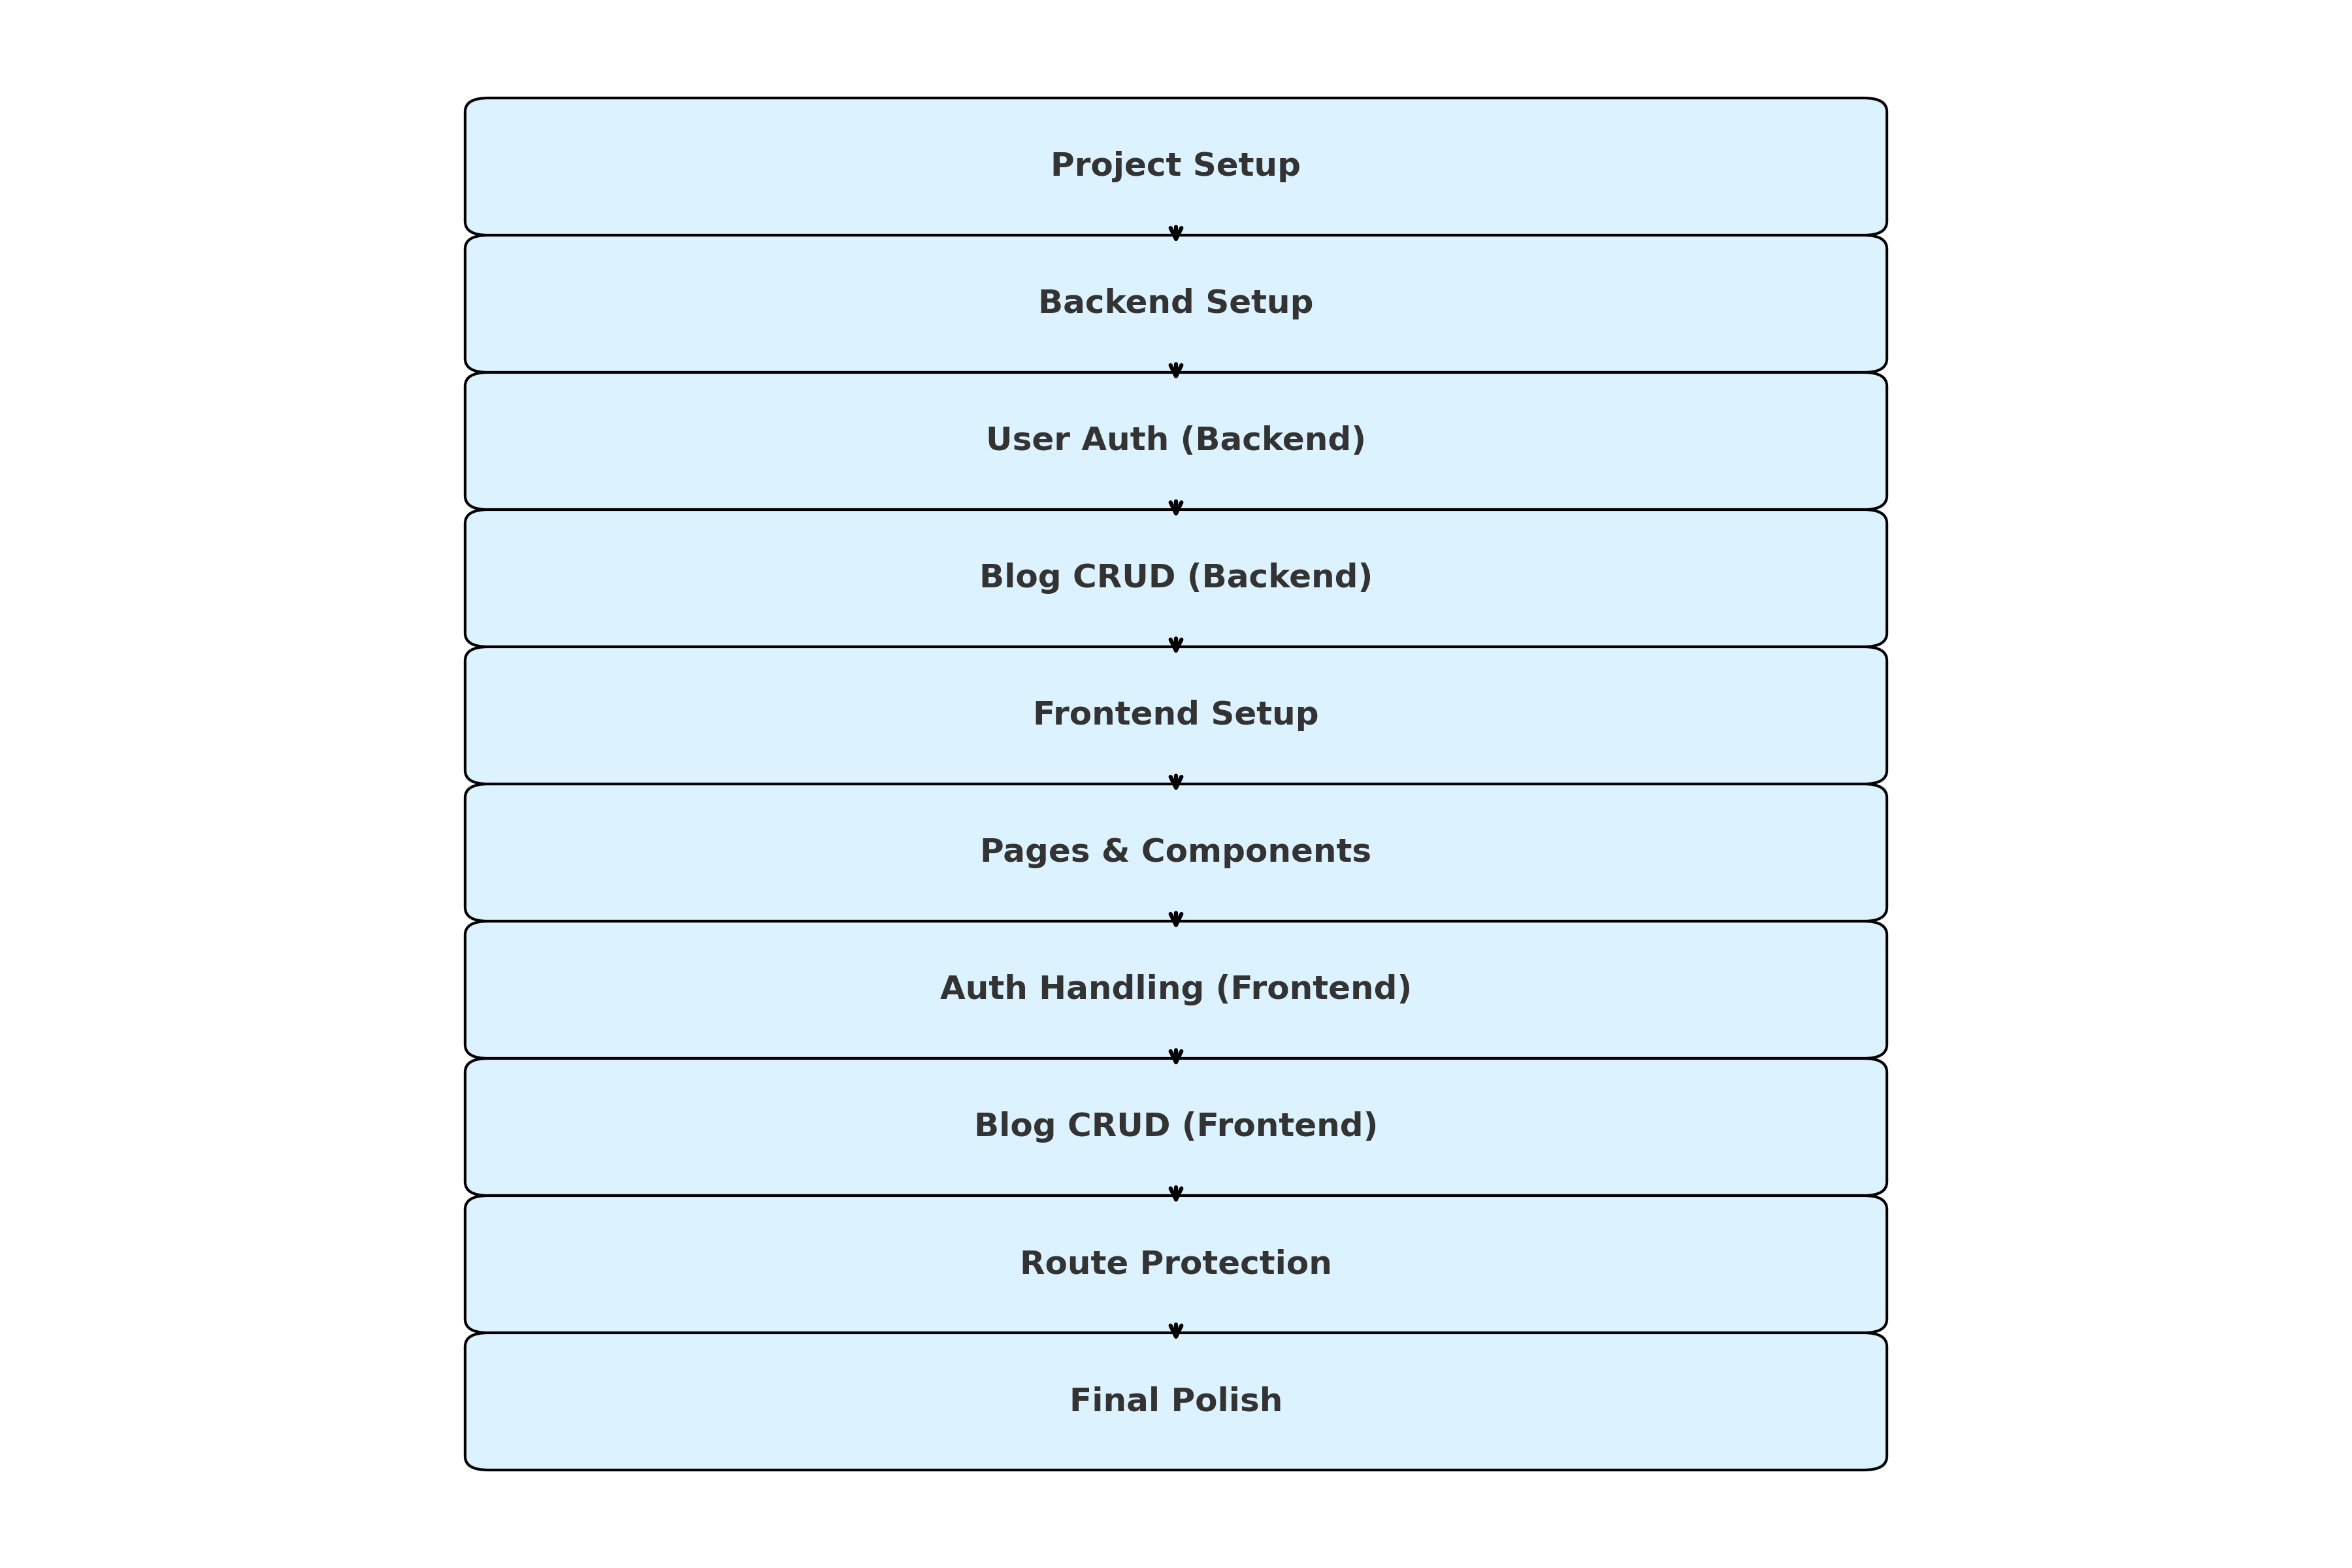 Project Setup
Backend Setup
User Auth (Backend)
Blog CRUD (Backend)
Frontend Setup
Pages & Components
Auth Handling (Frontend)
Blog CRUD (Frontend)
Route Protection
Final Polish